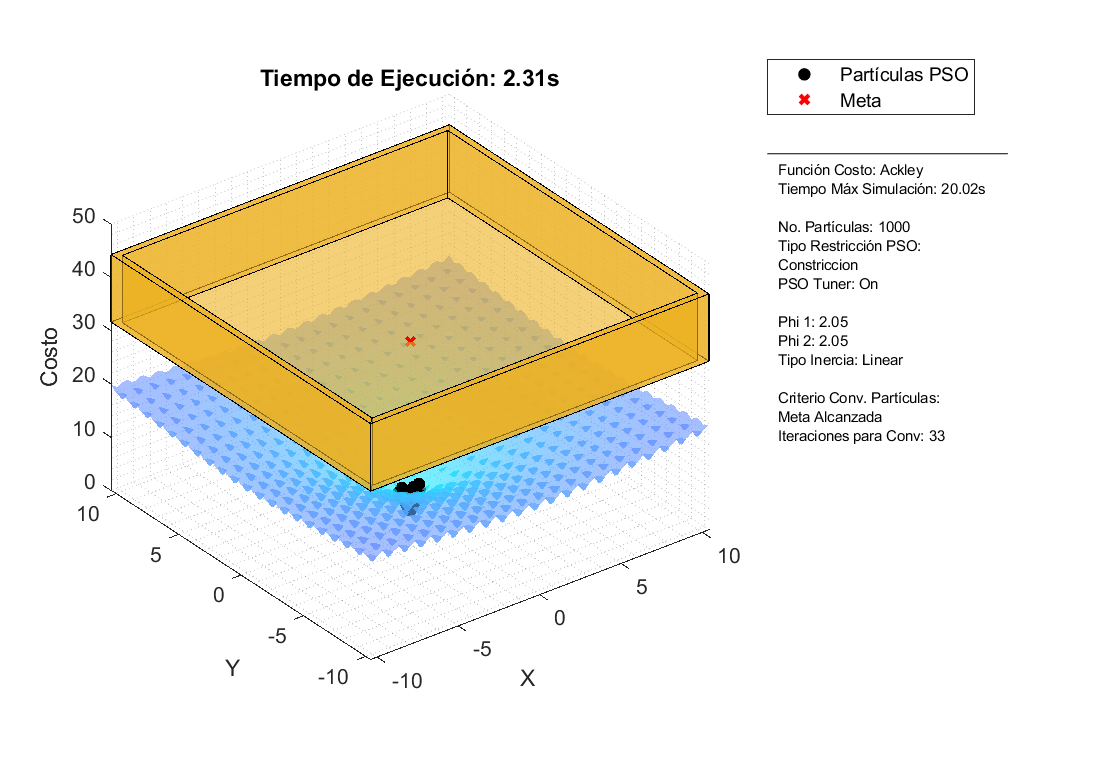 Tiempo de Ejecución: 2.31s
Partículas PSO
Meta
Función Costo: Ackley
Tiempo Máx Simulación: 20.02s
No. Partículas: 1000
Tipo Restricción PSO:
Constriccion
PSO Tuner: On
Phi 1: 2.05
Phi 2: 2.05
Tipo Inercia: Linear
Criterio Conv. Partículas:
Meta Alcanzada
Iteraciones para Conv: 33
Costo
50
40
30
20
10
0
10
5
0
-5
-10
Y
-10
-5
0
5
10
X